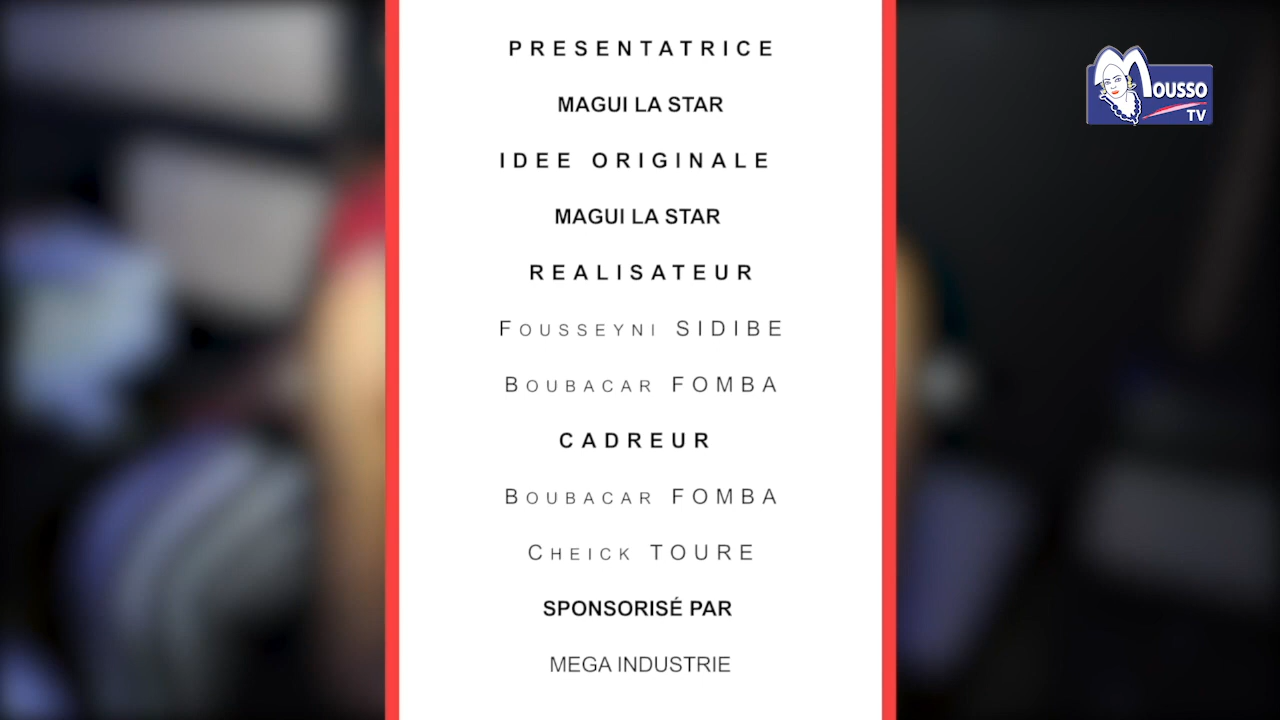 PRESENTATRICE
MAGUI LA STAR
IDEE ORIGINALE
MAGUI LA STAR
REALISATEUR
FOUSSEYNI SIDIBE
BOUBACAR FOMBA
CADREUR
BOUBACAR FOMBA
CHEICK TOURE
SPONSORISÉ PAR
MEGA INDUSTRIE
Mousso
TV